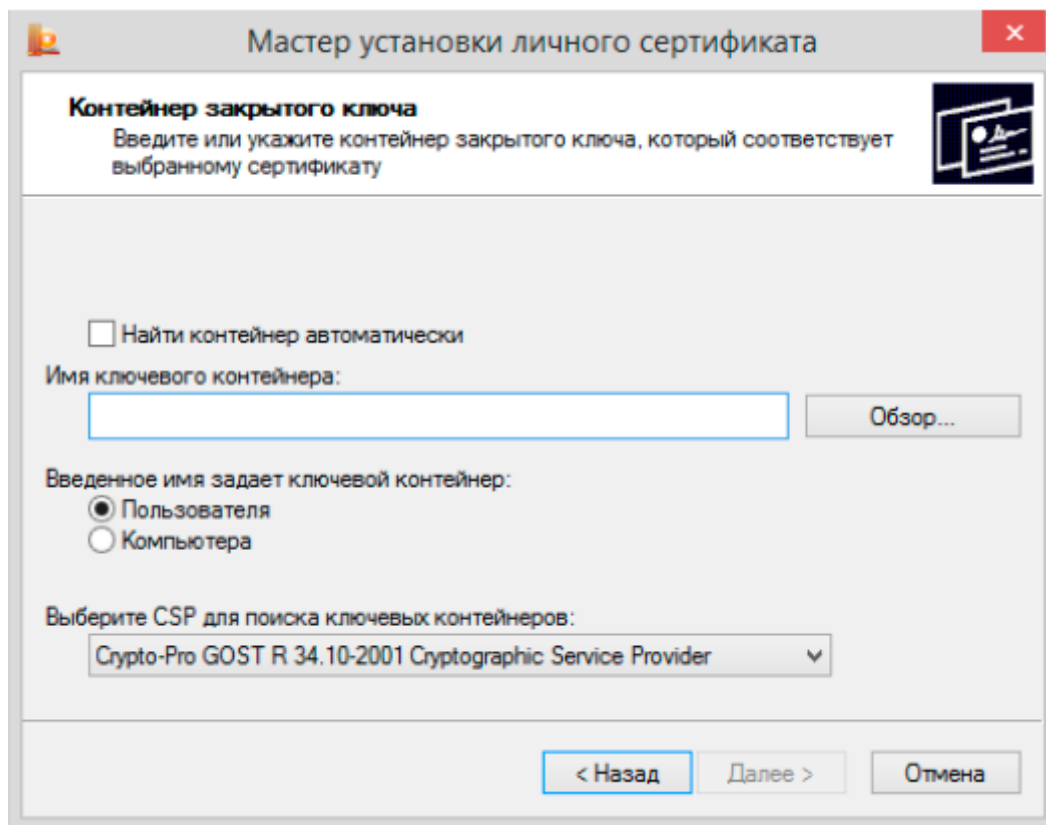 Мастер установки личного сертификата
Контейнер закрытого ключа
Введите или укажите контейнер закрытого ключа, который соответствует
выбранному сертификату
Найти контейнер автоматически
Имя ключевого контейнера:
Обзор...
Введенное имя задает ключевой контейнер:
Пользователя
Компьютера
Выберите CSP для поиска ключевых контейнеров:
Crypto-Pro GOST R 34.10-2001 Cryptographic Service Provider
< Назад
Далее >
Отмена